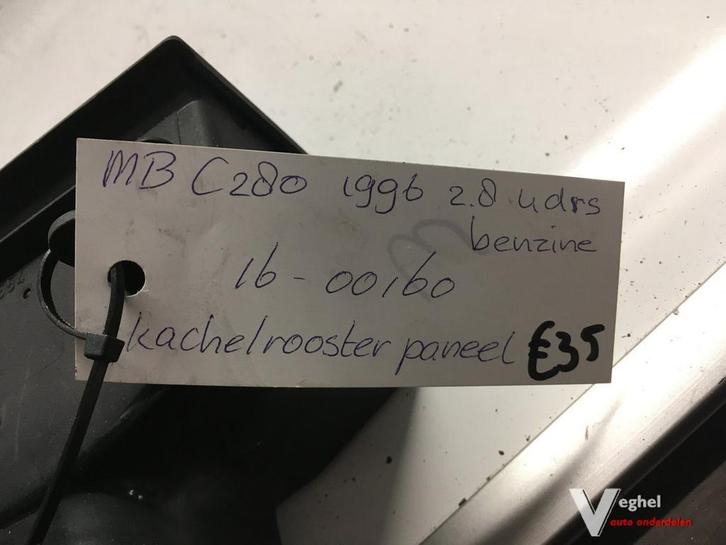 MB C280 1996 2.8 4drs
benzine
16-00160
kachelrooster paneel €35
Veghel
auto onderdelen